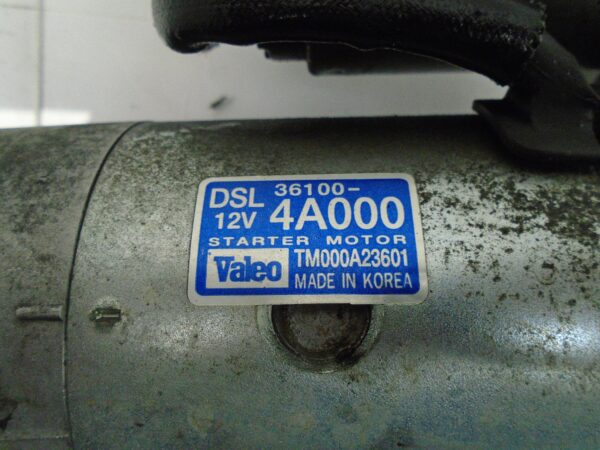 DSL 36100-
12V 4A000
STARTER MOTOR
Valeo TM000A23601
MADE IN KOREA